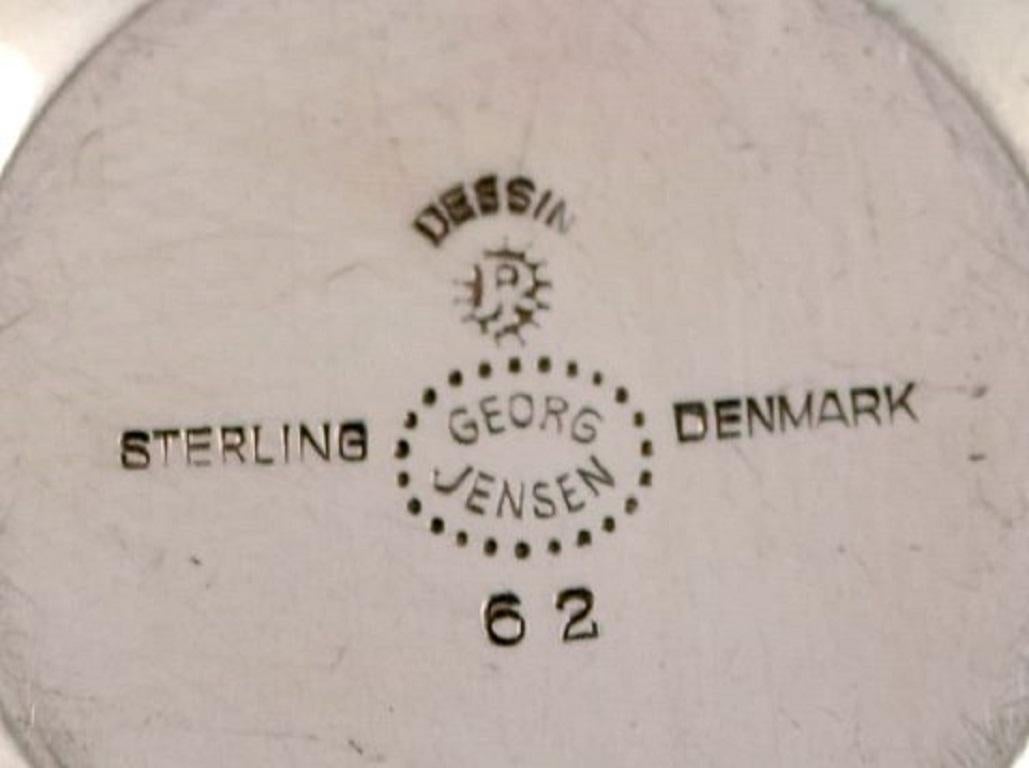 DESSIN
R
GEORG
STERLING DENMARK
JENSEN
62